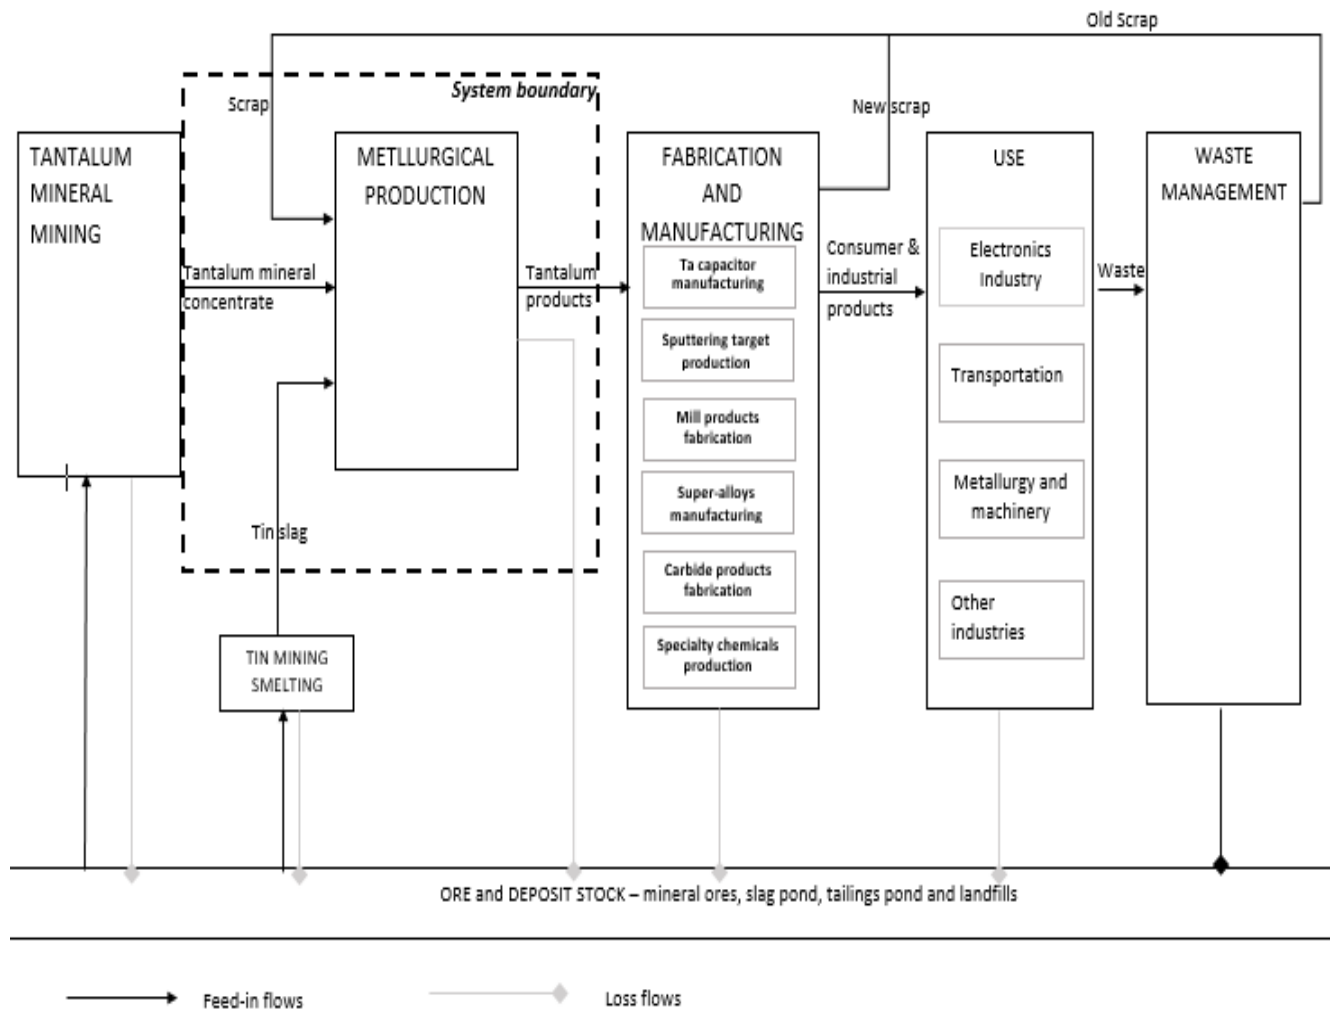 Old Scrap
System boundary
Scrap
New scrap
TANTALUM
MINERAL
MINING
METLLURGICAL
PRODUCTION
FABRICATION
AND
MANUFACTURING
USE
WASTE
MANAGEMENT
Tantalum mineral
concentrate
Tantalum
products
Ta capacitor
manufacturing
Sputtering target
production
Mill products
fabrication
Super-alloys
manufacturing
Carbide products
fabrication
Specialty chemicals
production
Consumer &
industrial
products
Electronics
Industry
Transportation
Metallurgy and
machinery
Other
industries
Waste
Tin slag
TIN MINING
SMELTING
ORE and DEPOSIT STOCK – mineral ores, slag pond, tailings pond and landfills
Feed-in flows
Loss flows